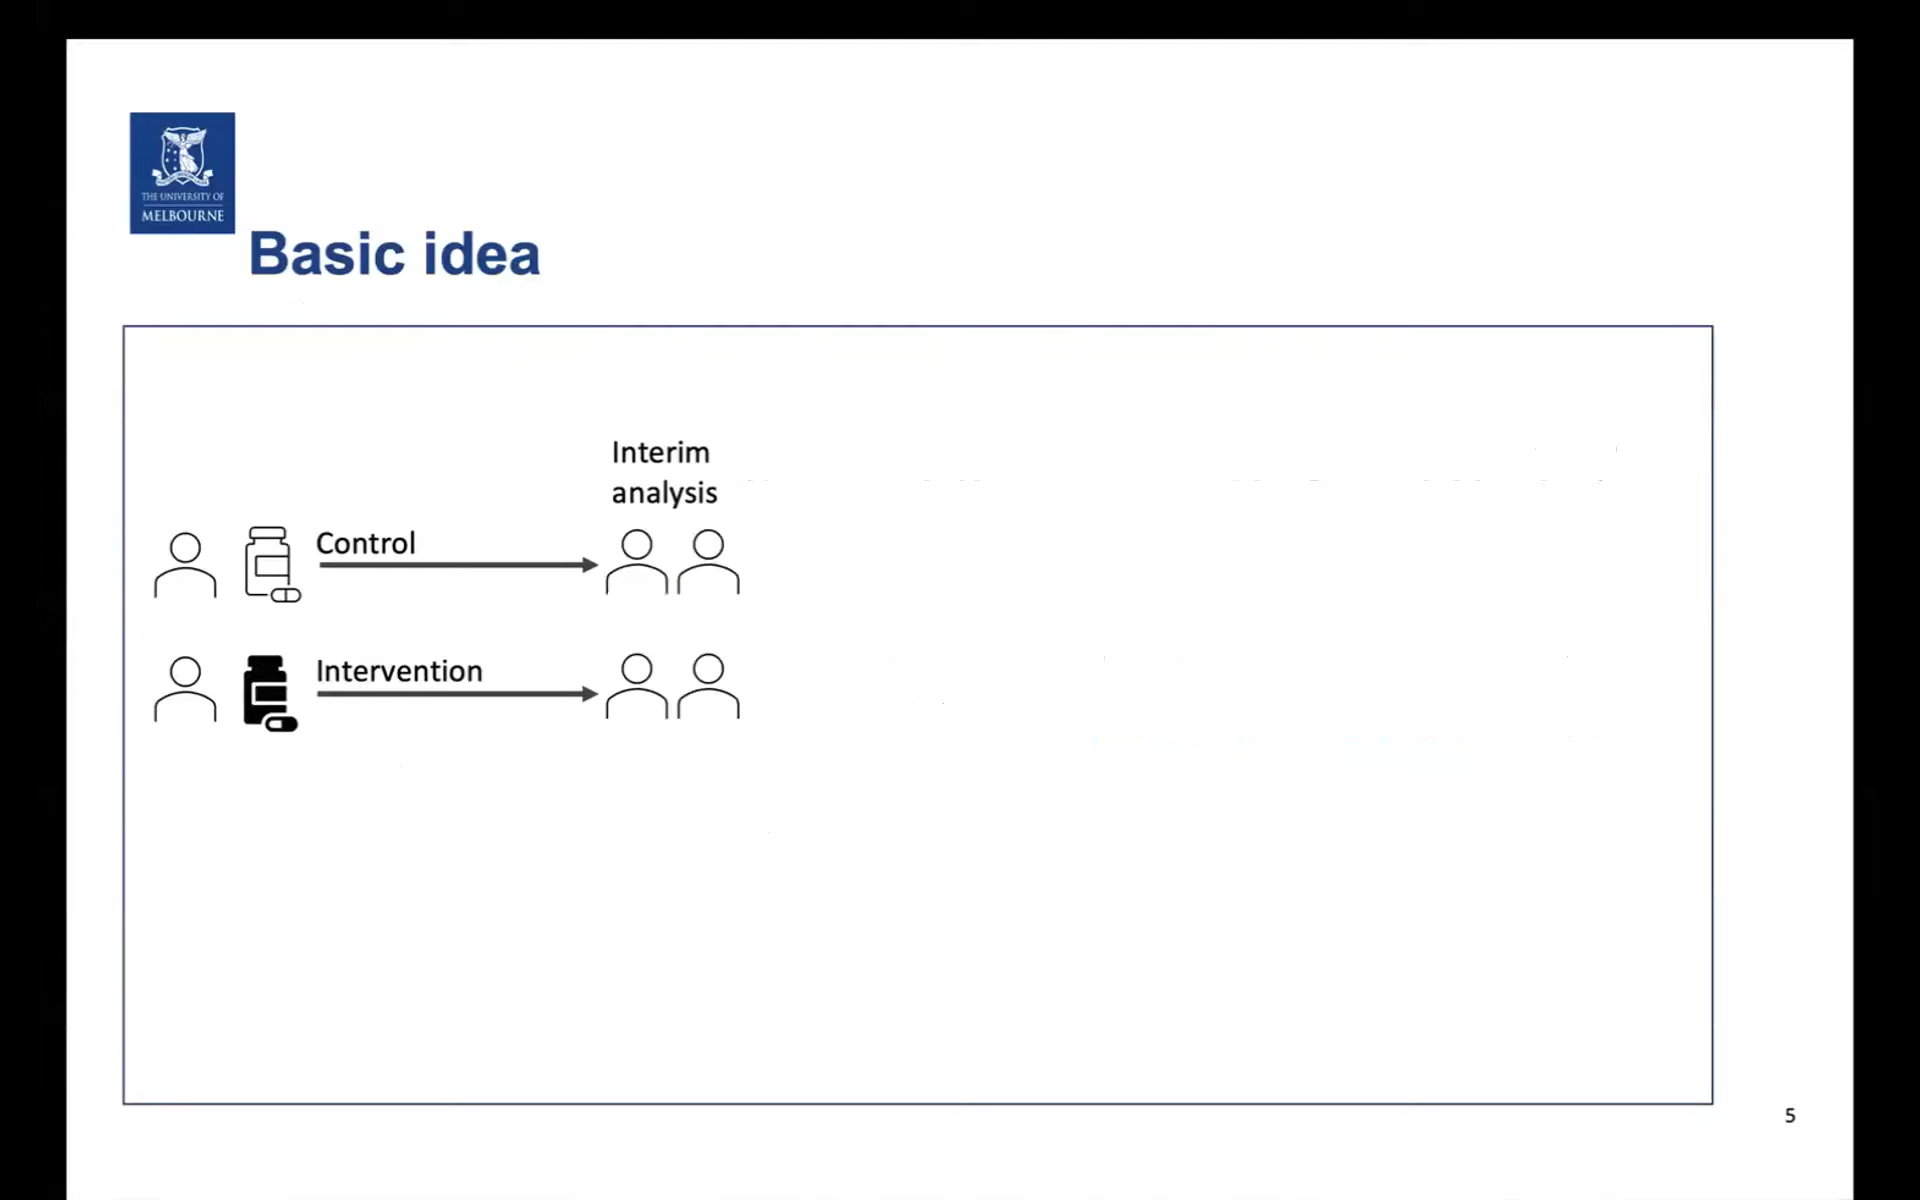 THE UNIVERSITY OF
MELBOURNE
Basic idea
Interim
analysis
Control
Intervention
5